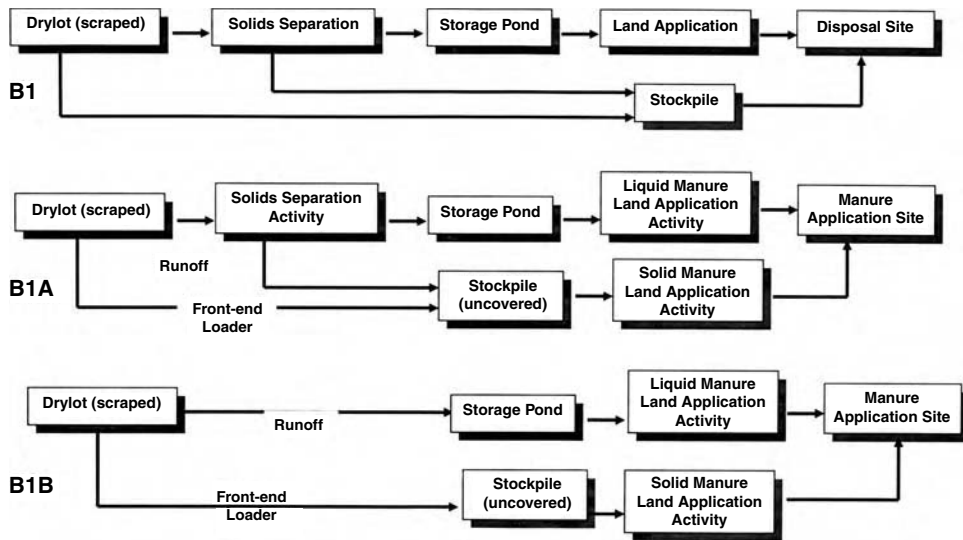 Drylot (scraped)
Solids Separation
Storage Pond
Land Application
Disposal Site
B1
Stockpile
Drylot (scraped)
Solids Separation
Activity
Storage Pond
Liquid Manure
Land Application
Activity
Manure
Application Site
B1A
Runoff
Front-end
Loader
Stockpile
(uncovered)
Solid Manure
Land Application
Activity
Drylot (scraped)
Runoff
Storage Pond
Liquid Manure
Land Application
Activity
Manure
Application Site
B1B
Front-end
Loader
Stockpile
(uncovered)
Solid Manure
Land Application
Activity